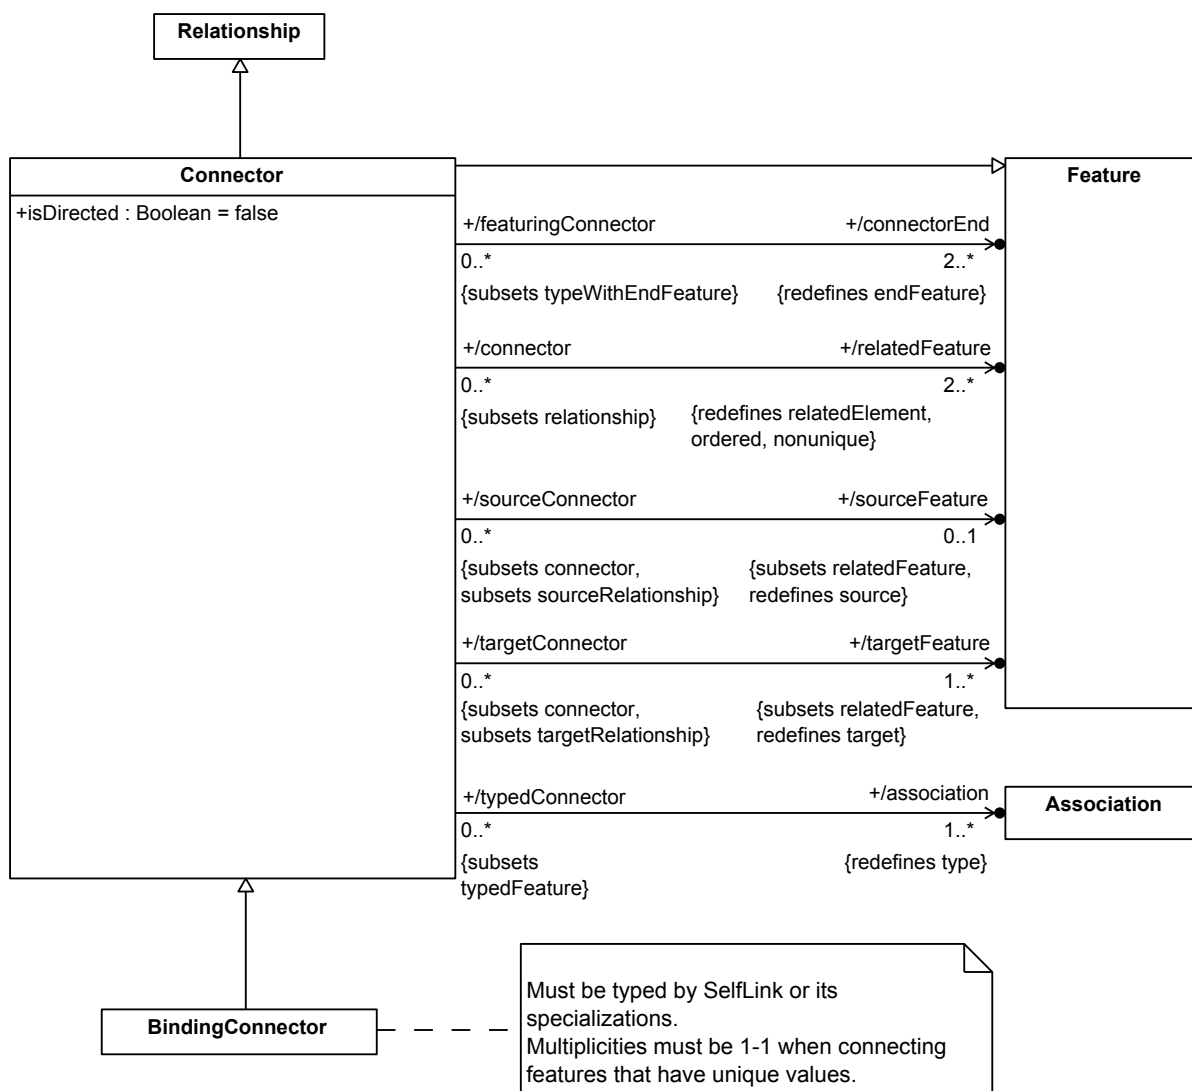 Relationship
Connector
Feature
+isDirected : Boolean = false
+/featuringConnector
+/connectorEnd
0..*
2..*
{subsets typeWithEndFeature}
{redefines endFeature}
+/connector
+/relatedFeature
0..*
2..*
{subsets relationship}
{redefines relatedElement,
ordered, nonunique}
+/sourceConnector
+/sourceFeature
0..*
0..1
{subsets connector,
subsets sourceRelationship}
{subsets relatedFeature,
redefines source}
+/targetConnector
+/targetFeature
0..*
1..*
{subsets connector,
subsets targetRelationship}
{subsets relatedFeature,
redefines target}
+/typedConnector
+/association
Association
0..*
1..*
{subsets
typedFeature}
{redefines type}
BindingConnector
Must be typed by SelfLink or its
specializations.
Multiplicities must be 1-1 when connecting
features that have unique values.